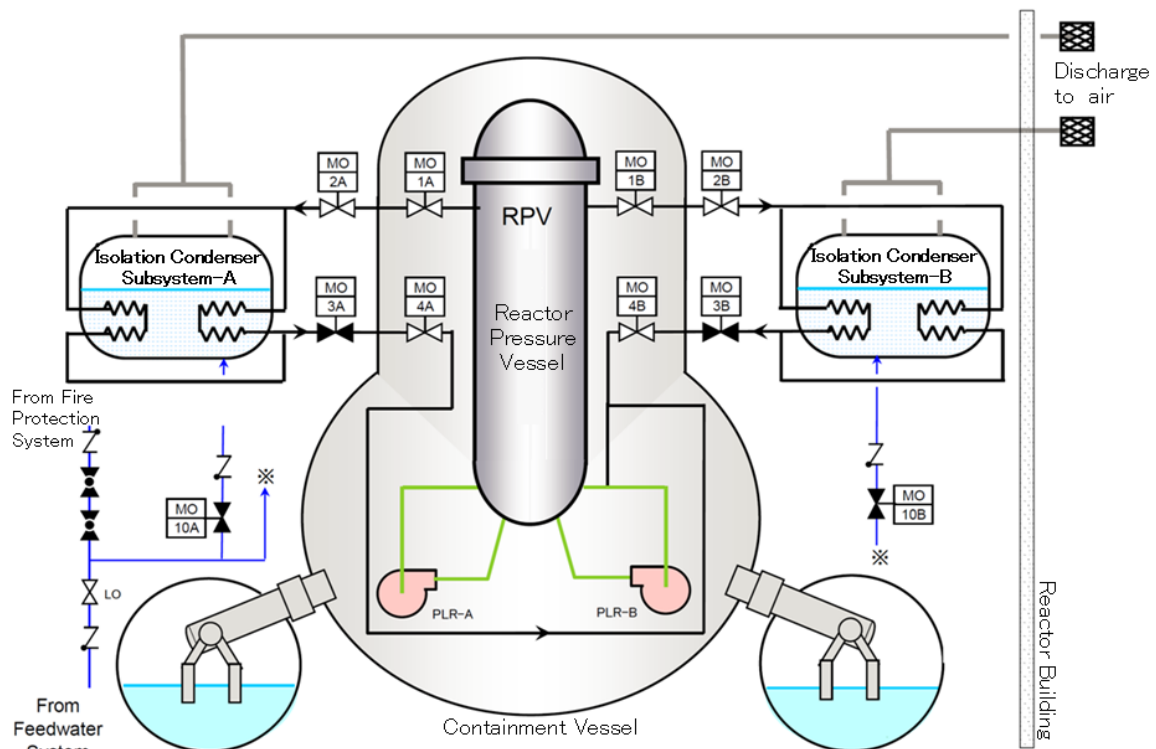 Discharge
to air
MO
2A
MO
1A
MO
1B
MO
2B
RPV
Isolation Condenser
Subsystem-A
Isolation Condenser
Subsystem-B
MO
3A
MO
4A
MO
4B
MO
3B
Reactor
Pressure
Vessel
From Fire
Protection
System
※
MO
10A
MO
10B
※
LO
PLR-A
PLR-B
Reactor Building
From
Feedwater
Containment Vessel